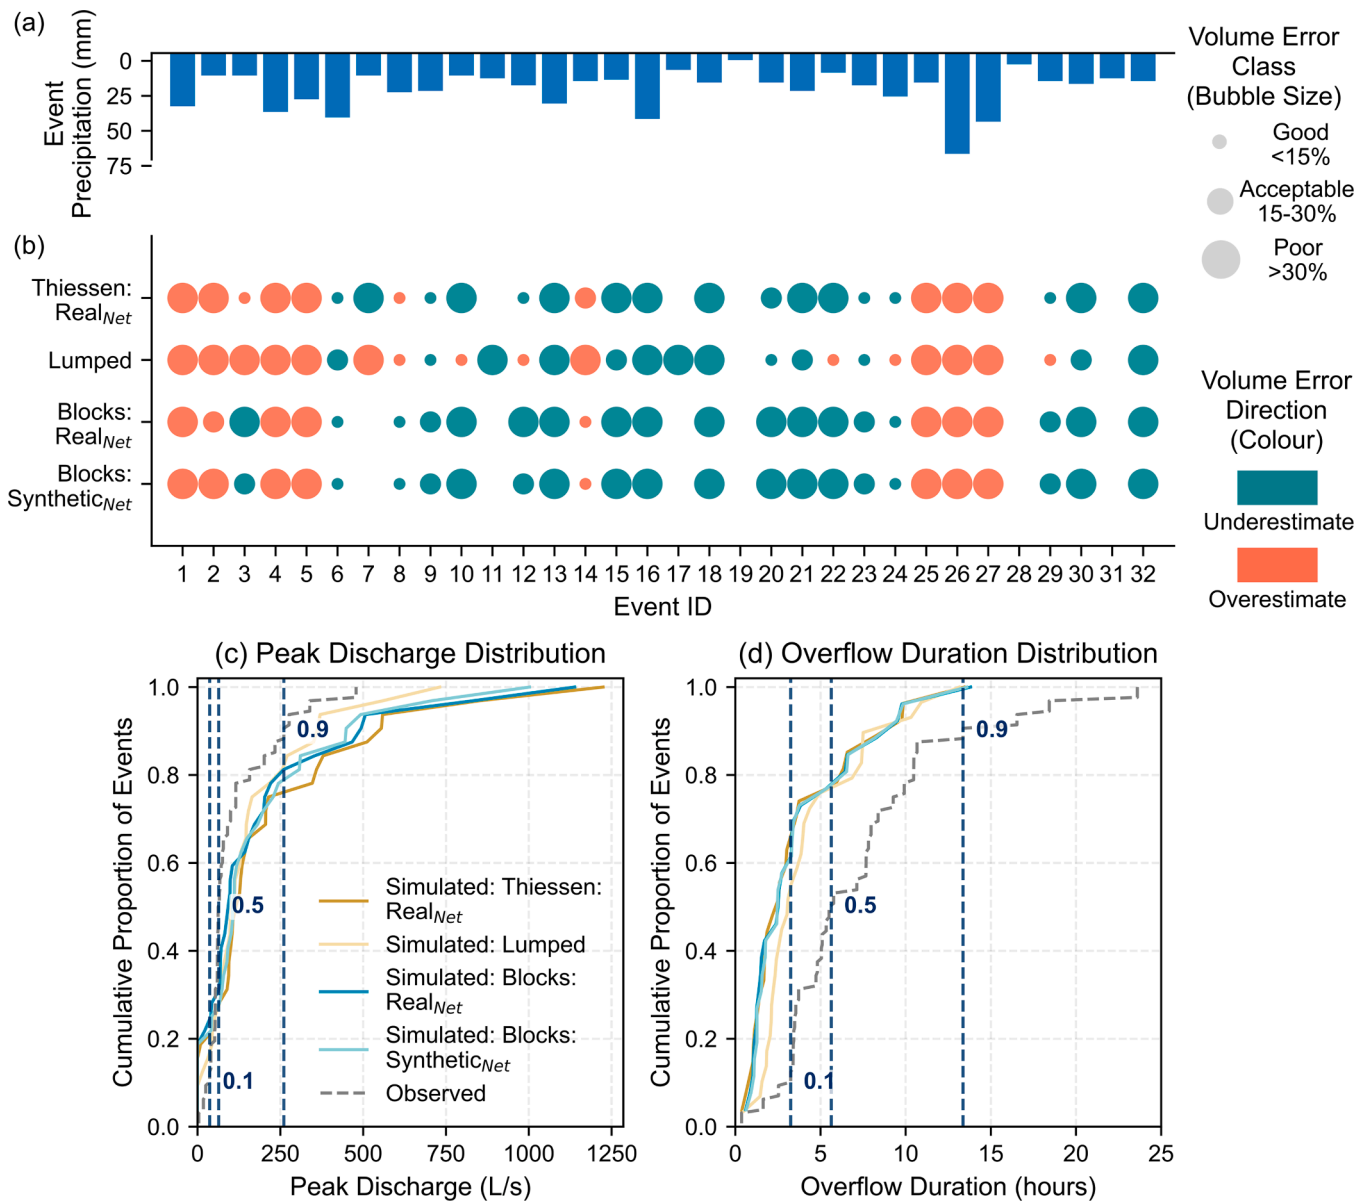 (a)
Event
Precipitation (mm)
0
25
50
75
Volume Error
Class
(Bubble Size)
Good
<15%
Acceptable
15-30%
Poor
>30%
(b)
Thiessen:
Real_Net
Lumped
Blocks:
Real_Net
Blocks:
Synthetic_Net
1 2 3 4 5 6 7 8 9 10 11 12 13 14 15 16 17 18 19 20 21 22 23 24 25 26 27 28 29 30 31 32
Event ID
Volume Error
Direction
(Colour)
Underestimate
Overestimate
(c) Peak Discharge Distribution
Cumulative Proportion of Events
1.0
0.8
0.6
0.4
0.2
0.0
0.9
0.5
0.1
Simulated: Thiessen:
Real_Net
Simulated: Lumped
Simulated: Blocks:
Real_Net
Simulated: Blocks:
Synthetic_Net
Observed
0 250 500 750 1000 1250
Peak Discharge (L/s)
(d) Overflow Duration Distribution
Cumulative Proportion of Events
1.0
0.8
0.6
0.4
0.2
0.0
0.9
0.5
0.1
0 5 10 15 20 25
Overflow Duration (hours)